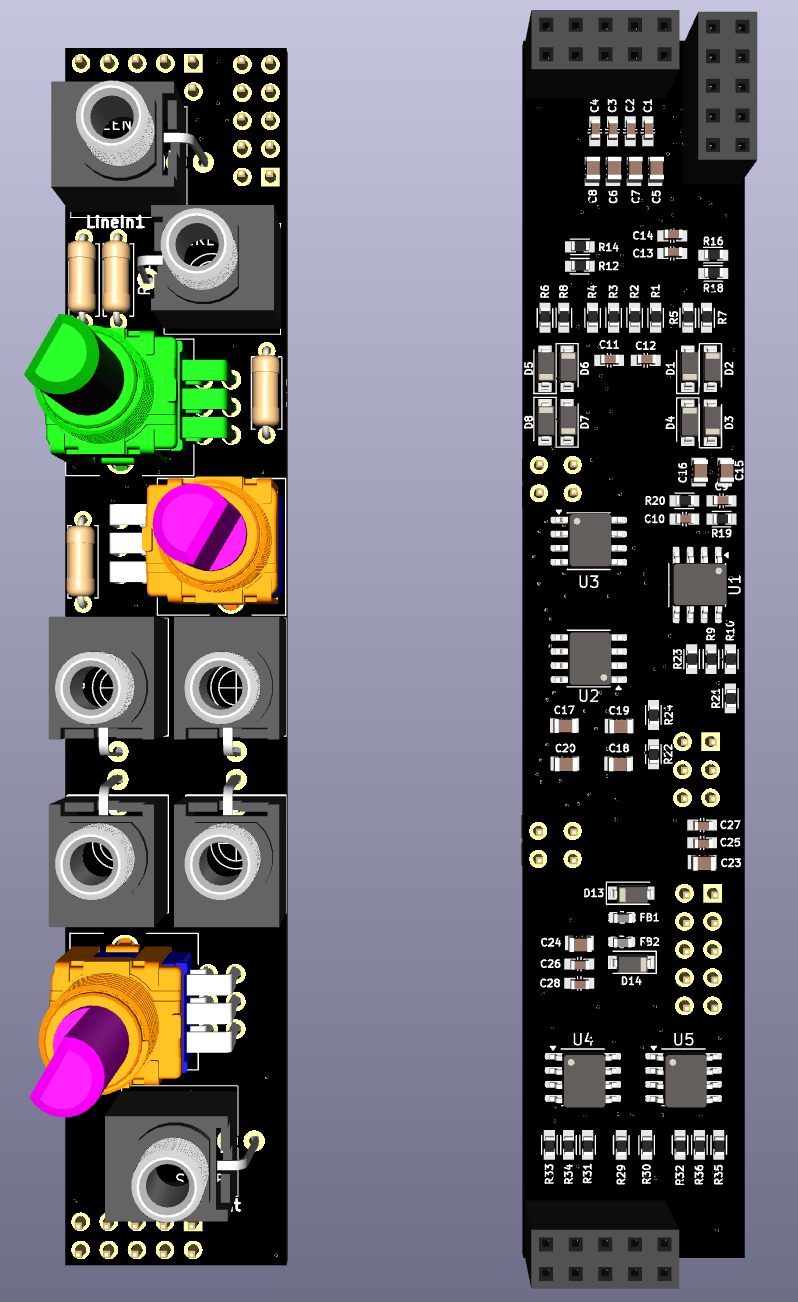 LineIn1
C4 C3 C2 C1
C8 C6 C7 C5
C14
C13
R14
R12
R16
R18
R6 R8 R4 R3 R2 R1 R5 R7
C11 C12
D5 D6 D1 D2
D8 D7 D4 D3
C16 C15
R20
C10
R19
U3
U1
U2
R23 R9 R10
R21
C17 C19 R24
C20 C18 R22
C27
C25
C23
D13
FB1
C24 FB2
C26
C28 D14
U4 U5
R33 R34 R31 R29 R30 R32 R36 R35